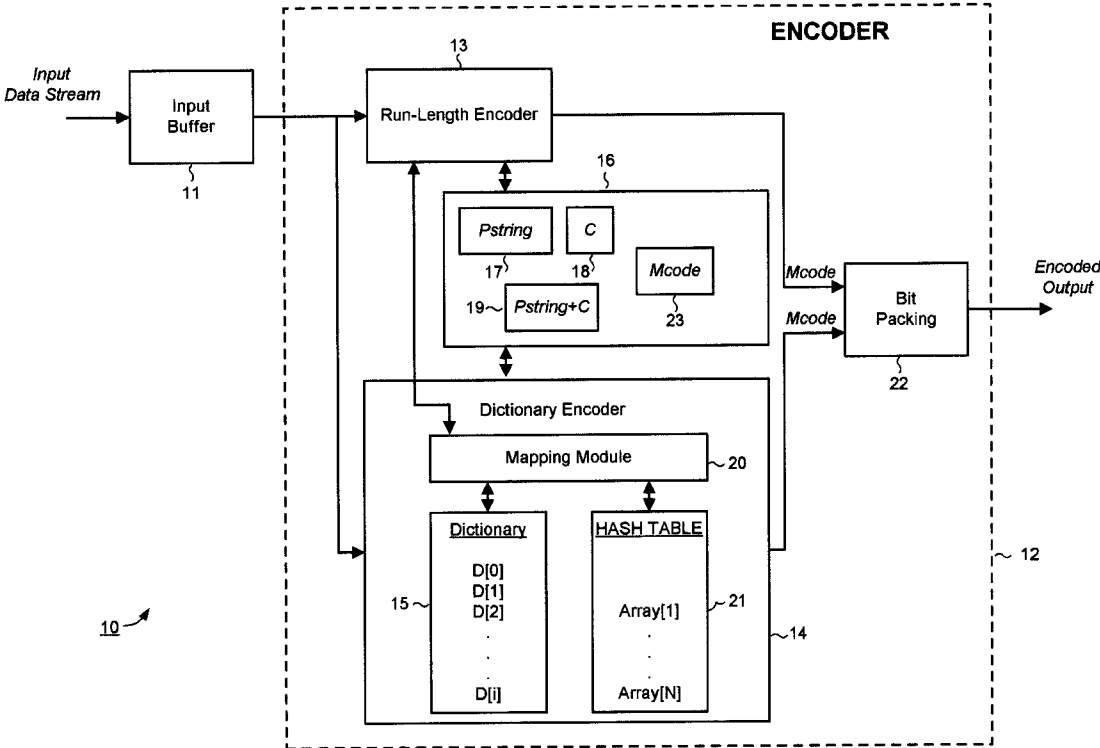 ENCODER
13
Input
Data Stream
Input
Buffer
11
Run-Length Encoder
16
Pstring
17
C
18
Mcode
23
19
Pstring+C
Mcode
Mcode
Bit
Packing
22
Encoded
Output
Dictionary Encoder
Mapping Module
20
Dictionary
D[0]
D[1]
D[2]
.
.
.
D[i]
15
HASH TABLE
Array[1]
.
.
.
Array[N]
21
14
12
10